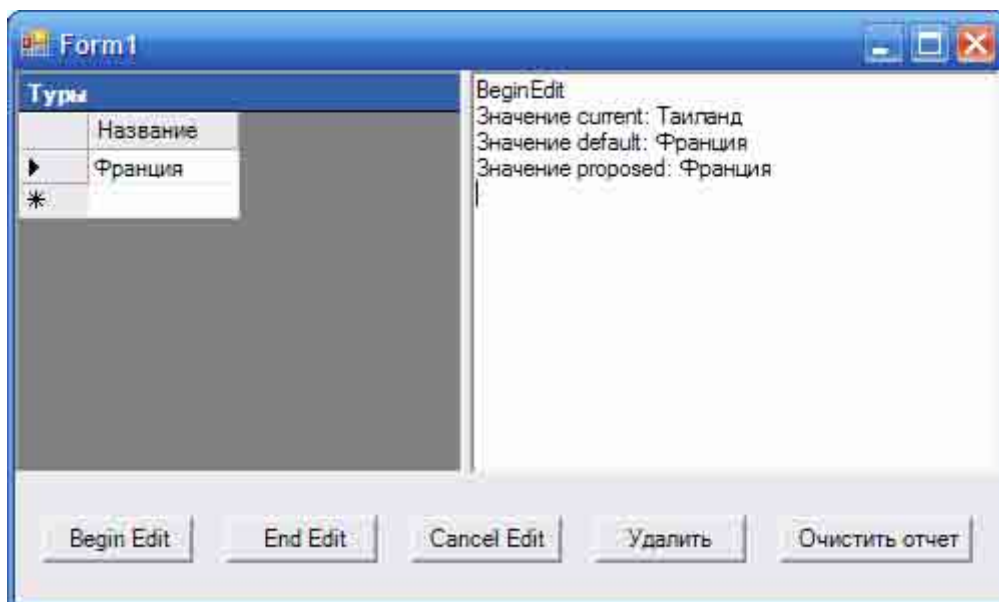 Form1
Туры
Название
Франция
BeginEdit
Значение current: Таиланд
Значение default: Франция
Значение proposed: Франция
Begin Edit
End Edit
Cancel Edit
Удалить
Очистить отчет